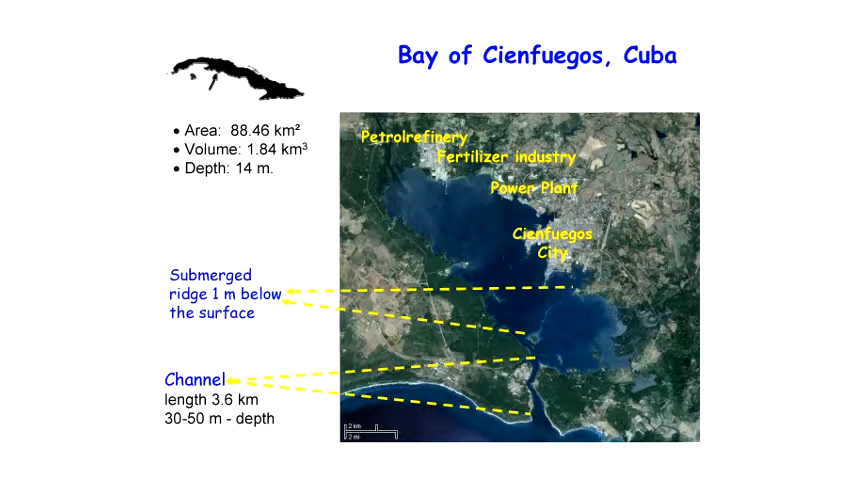 Bay of Cienfuegos, Cuba
• Area: 88.46 km²
• Volume: 1.84 km³
• Depth: 14 m.
Petrolrefinery
Fertilizer industry
Power Plant
Cienfuegos
City
Submerged
ridge 1 m below
the surface
Channel
length 3.6 km
30-50 m - depth
2 km
2 mi